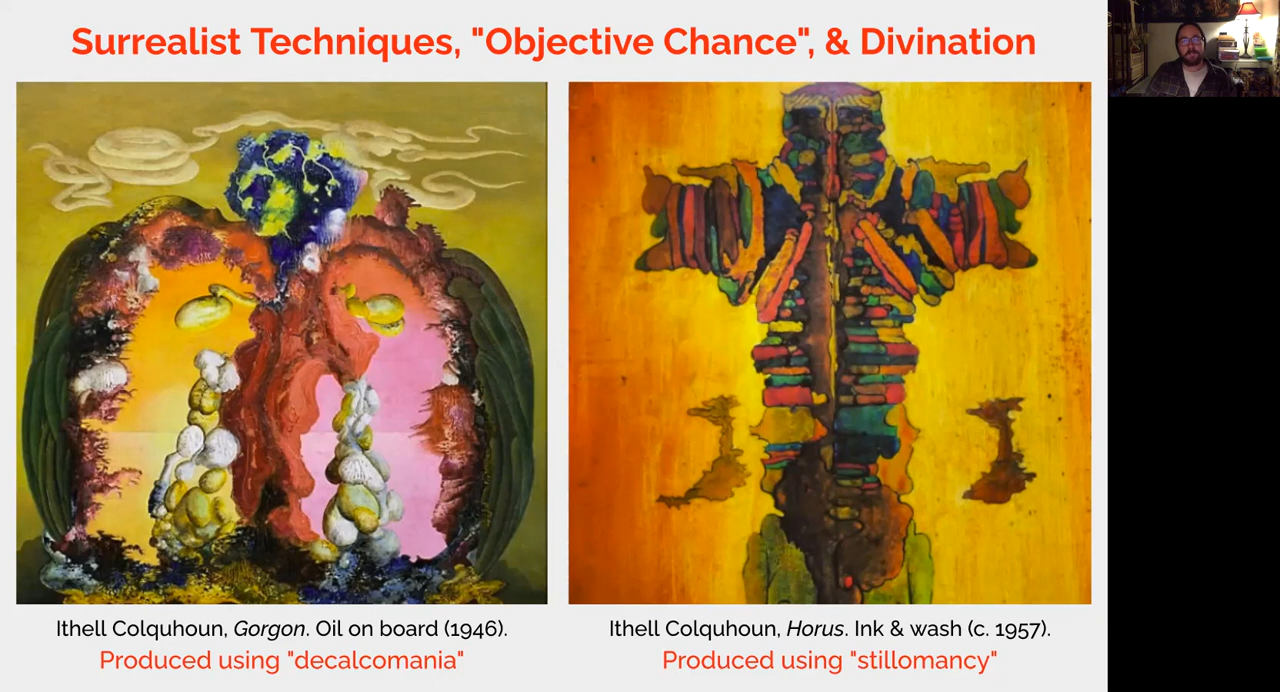 Surrealist Techniques, "Objective Chance", & Divination
Ithell Colquhoun, Gorgon. Oil on board (1946).
Produced using "decalcomania"
Ithell Colquhoun, Horus. Ink & wash (c. 1957).
Produced using "stillomancy"